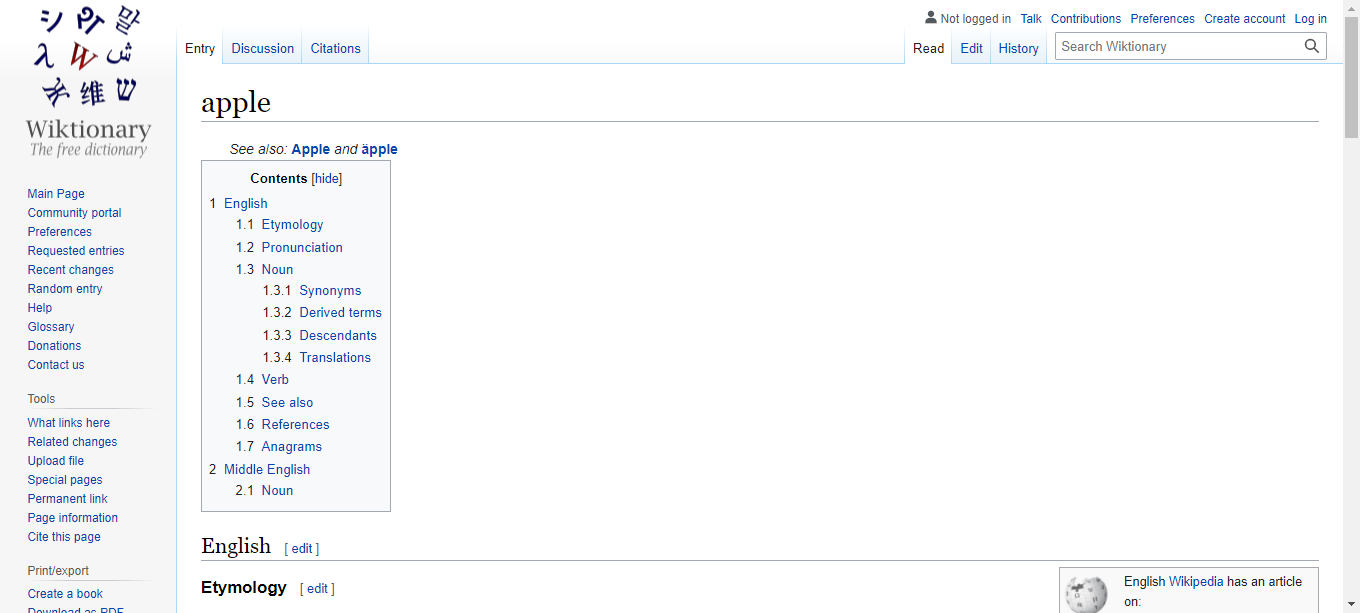 シ
말
λ W ش
维 ש
Wiktionary
The free dictionary
Not logged in Talk Contributions Preferences Create account Log in
Entry Discussion Citations
Read Edit History
Search Wiktionary
Main Page
Community portal
Preferences
Requested entries
Recent changes
Random entry
Help
Glossary
Donations
Contact us
Tools
What links here
Related changes
Upload file
Special pages
Permanent link
Page information
Cite this page
Print/export
Create a book
Download as PDF
apple
See also: Apple and äpple
Contents [hide]
1 English
1.1 Etymology
1.2 Pronunciation
1.3 Noun
1.3.1 Synonyms
1.3.2 Derived terms
1.3.3 Descendants
1.3.4 Translations
1.4 Verb
1.5 See also
1.6 References
1.7 Anagrams
2 Middle English
2.1 Noun
English [ edit ]
Etymology [ edit ]
English Wikipedia has an article
on: